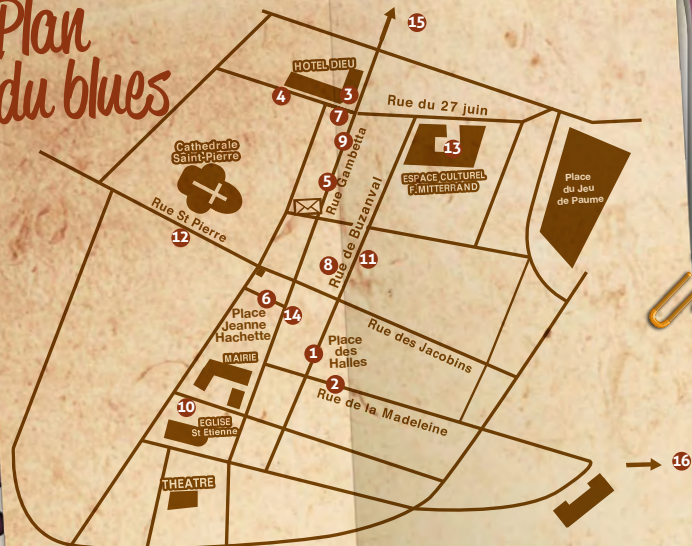 Plan
du blues
15
HOTEL DIEU
4
3
7
Rue du 27 juin
9
Rue Gambetta
13
ESPACE CULTUREL
F.MITTERRAND
Cathedrale
Saint-Pierre
5
Place
du Jeu
de Paume
Rue St Pierre
12
Rue de Buzanval
8
11
6
14
Place
Jeanne
Hachette
Rue des Jacobins
1
Place
des
Halles
MAIRIE
2
Rue de la Madeleine
10
EGLISE
St Etienne
THEATRE
16